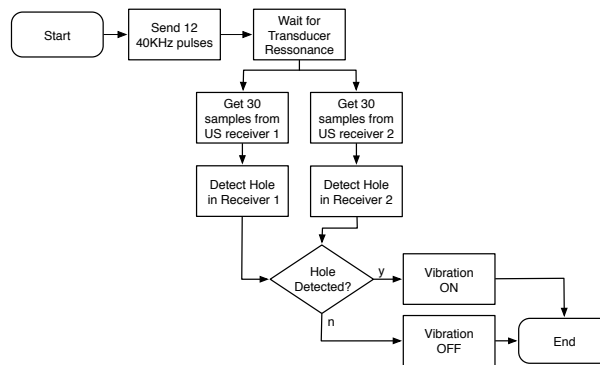 Start
Send 12
40KHz pulses
Wait for
Transducer
Ressonance
Get 30
samples from
US receiver 1
Get 30
samples from
US receiver 2
Detect Hole
in Receiver 1
Detect Hole
in Receiver 2
Hole
Detected?
y
n
Vibration
ON
Vibration
OFF
End